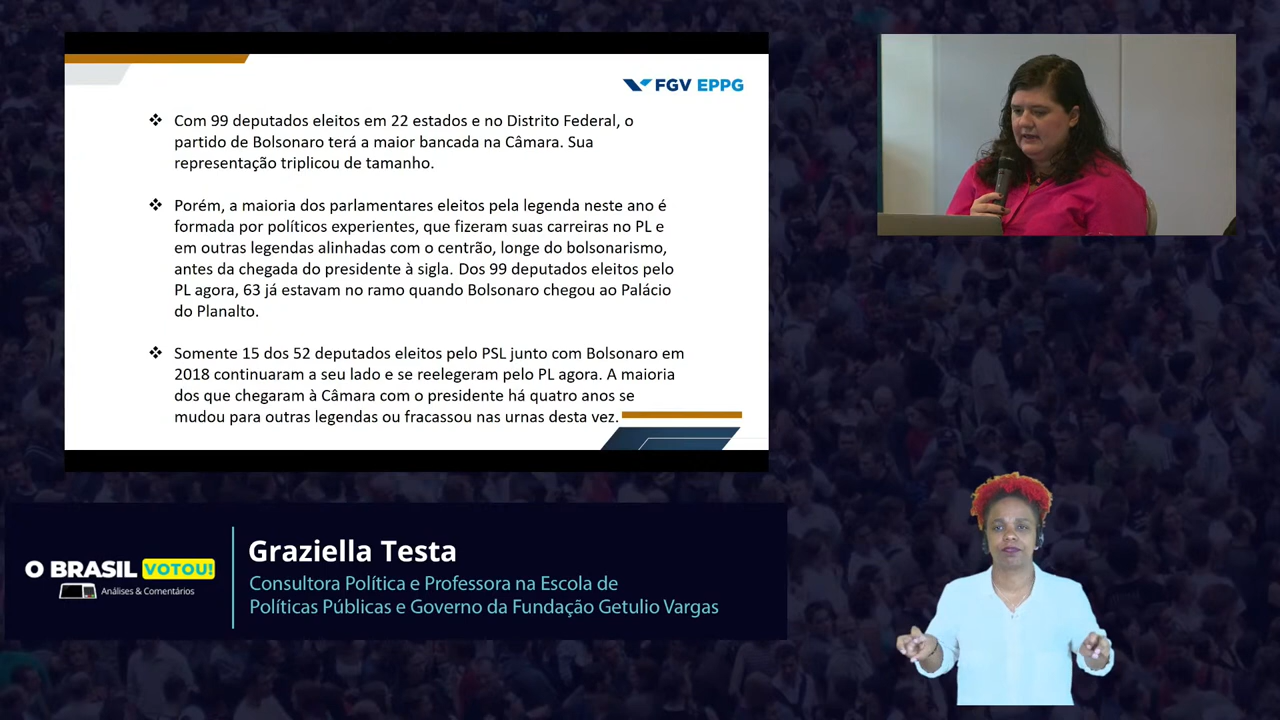 FGV EPPG
❖ Com 99 deputados eleitos em 22 estados e no Distrito Federal, o
partido de Bolsonaro terá a maior bancada na Câmara. Sua
representação triplicou de tamanho.
❖ Porém, a maioria dos parlamentares eleitos pela legenda neste ano é
formada por políticos experientes, que fizeram suas carreiras no PL e
em outras legendas alinhadas com o centrão, longe do bolsonarismo,
antes da chegada do presidente à sigla. Dos 99 deputados eleitos pelo
PL agora, 63 já estavam no ramo quando Bolsonaro chegou ao Palácio
do Planalto.
❖ Somente 15 dos 52 deputados eleitos pelo PSL junto com Bolsonaro em
2018 continuaram a seu lado e se reelegeram pelo PL agora. A maioria
dos que chegaram à Câmara com o presidente há quatro anos se
mudou para outras legendas ou fracassou nas urnas desta vez.
O BRASIL VOTOU!
Análises & Comentários
Graziella Testa
Consultora Política e Professora na Escola de
Políticas Públicas e Governo da Fundação Getulio Vargas